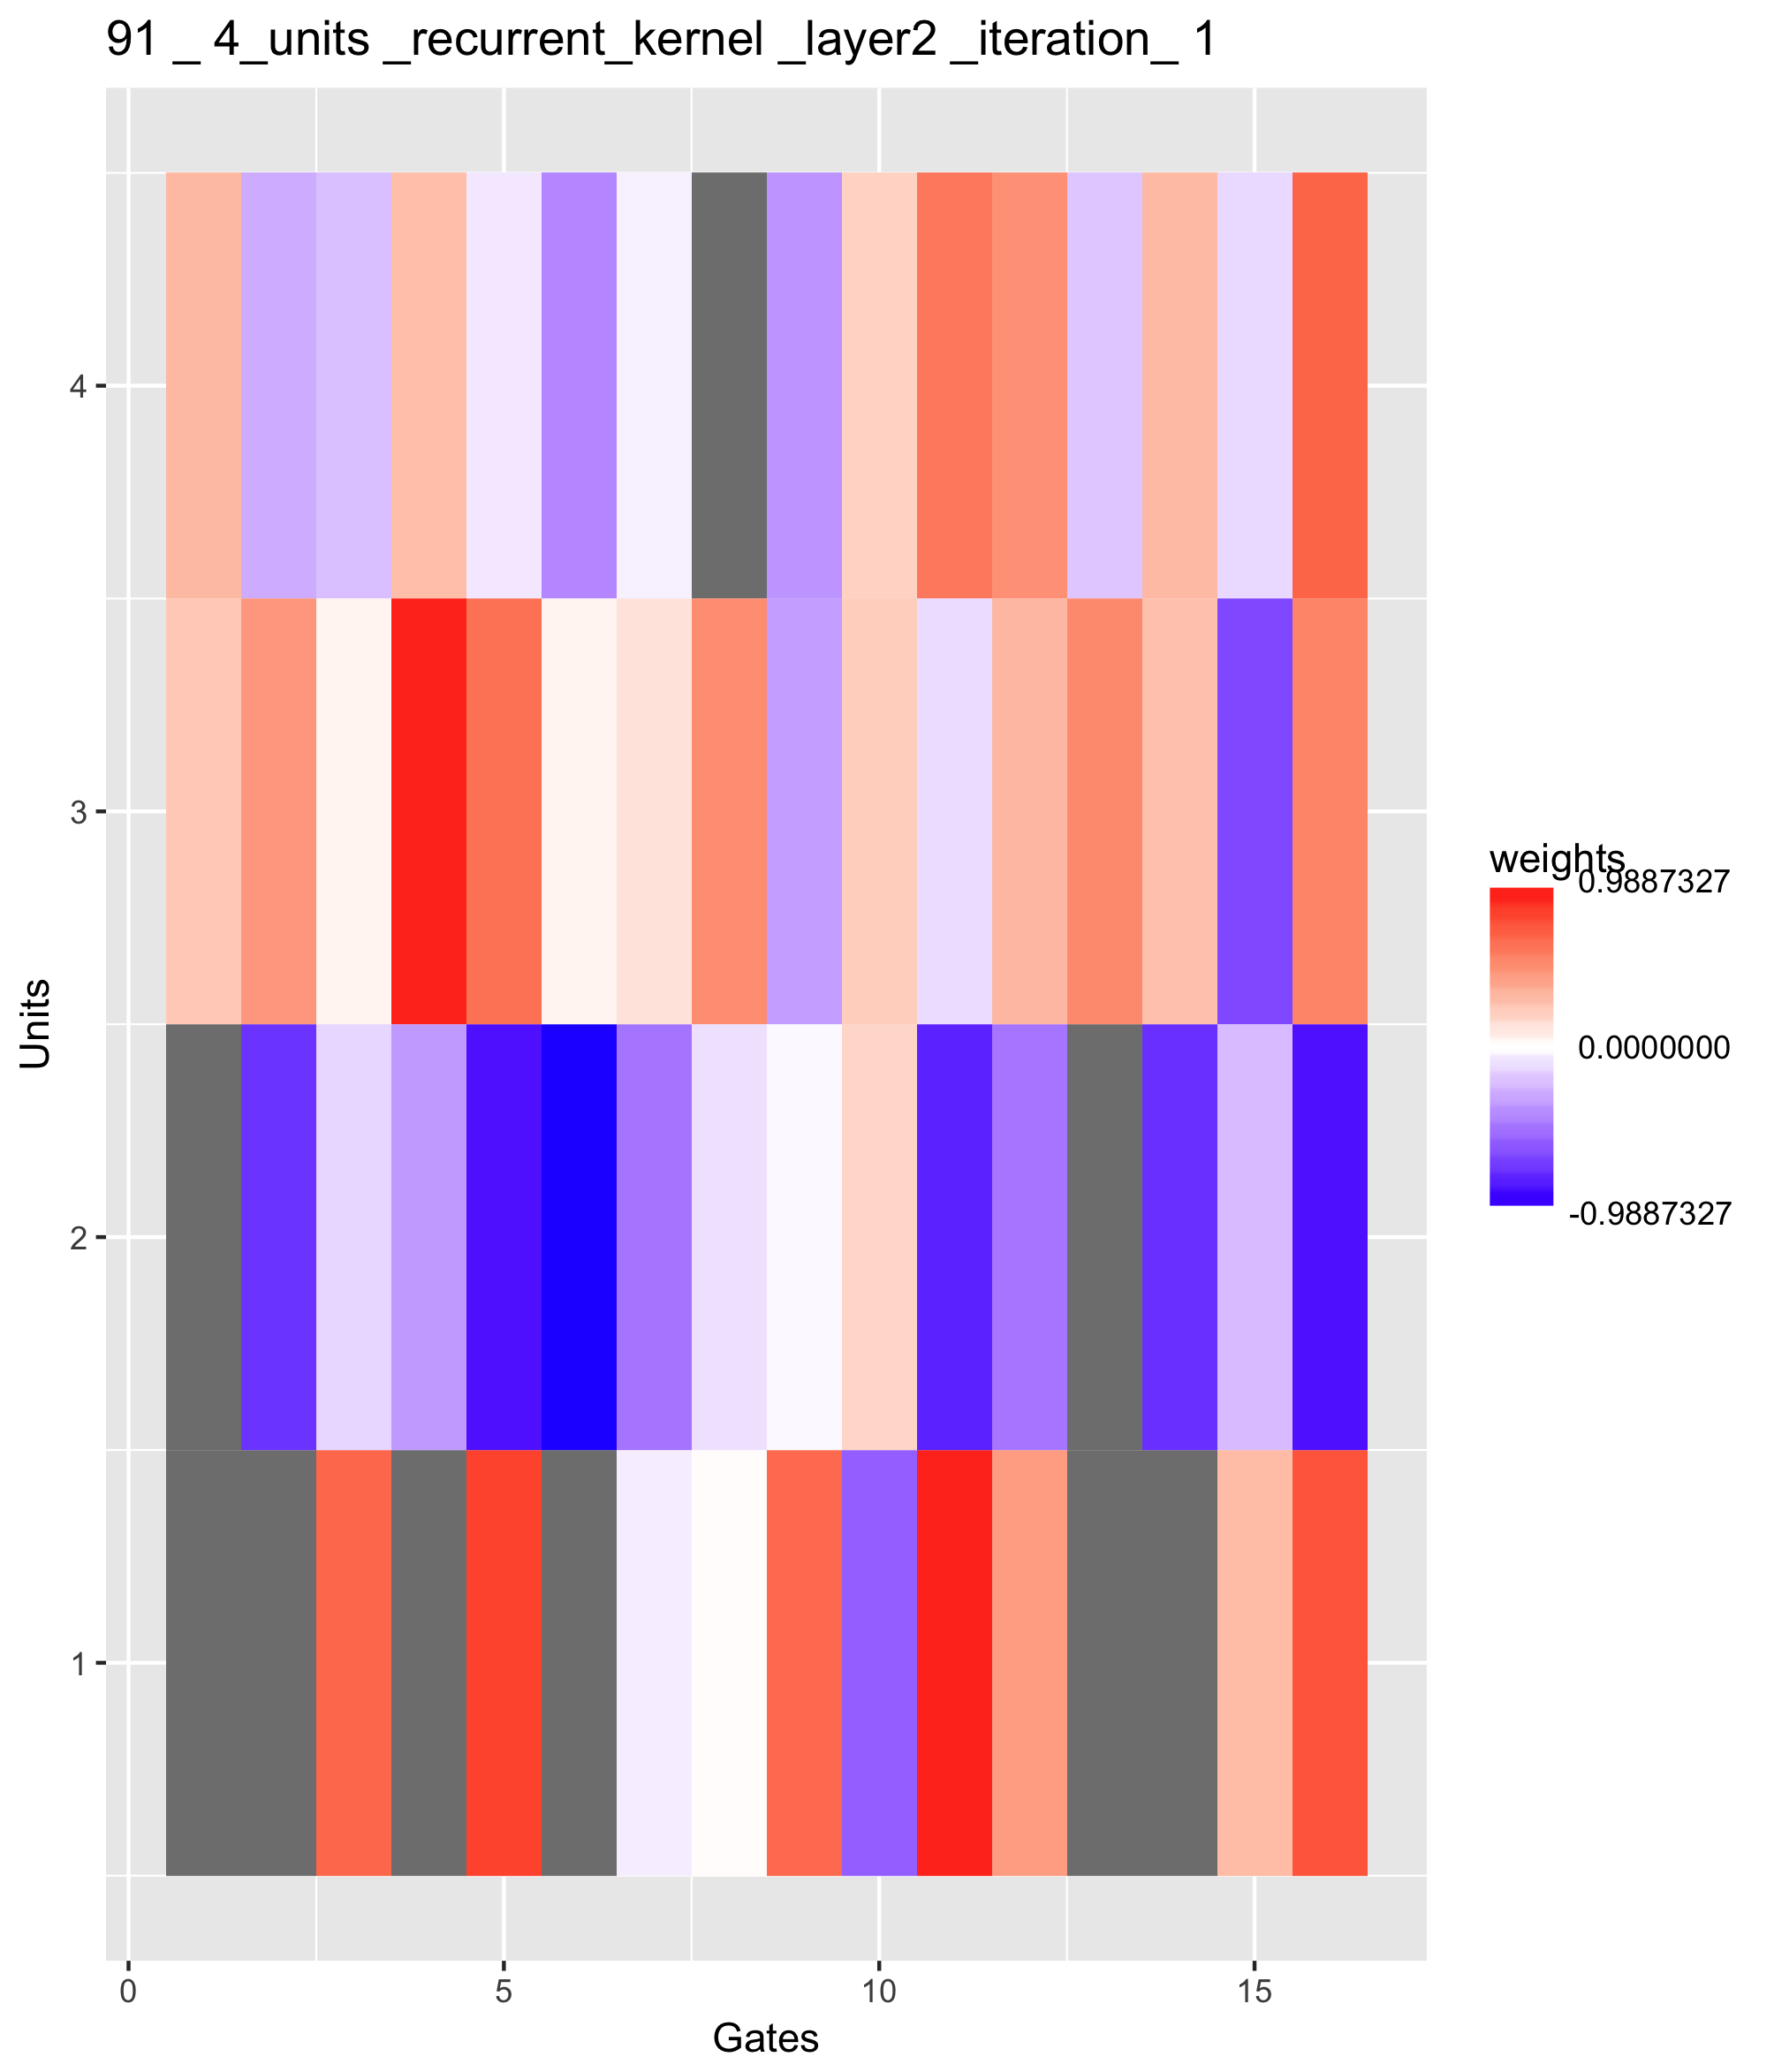 91 _ 4_units _recurrent_kernel _layer2 _iteration_ 1
Units
4
3
2
1
0 5 10 15
Gates
weights
0.9887327
0.0000000
-0.9887327